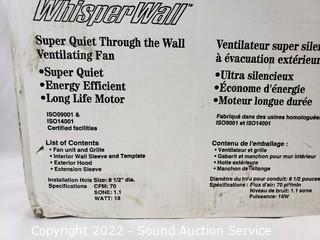 WhisperWall™
Super Quiet Through the Wall
Ventilating Fan
•Super Quiet
•Energy Efficient
•Long Life Motor
ISO09001 &
ISO14001
Certified facilities
List of Contents
• Fan unit and Grille
• Interior Wall Sleeve and Template
• Exterior Hood
• Extension Sleeve
Installation Hole Size: 8 1/2" dia.
Specifications CFM: 70
SONE: 1.1
WATT: 18
Ventilateur super silen
à évacuation extérieur
•Ultra silencieux
•Économe d'énergie
•Moteur longue durée
Fabriqué dans des usines homologuées
ISO9001 et ISO14001
Contenu de l'emballage :
• Ventilateur et grille
• Gabarit et manchon pour mur intérieur
• Hotte extérieure
• Manchon de rallonge
Dimension du conduit: 8 1/2 pouces
Spécifications : Flux d'air: 70 pi³/min
Niveau de bruit: 1.1 sone
Puissance: 18W
Copyright 2022 - Sound Auction Service